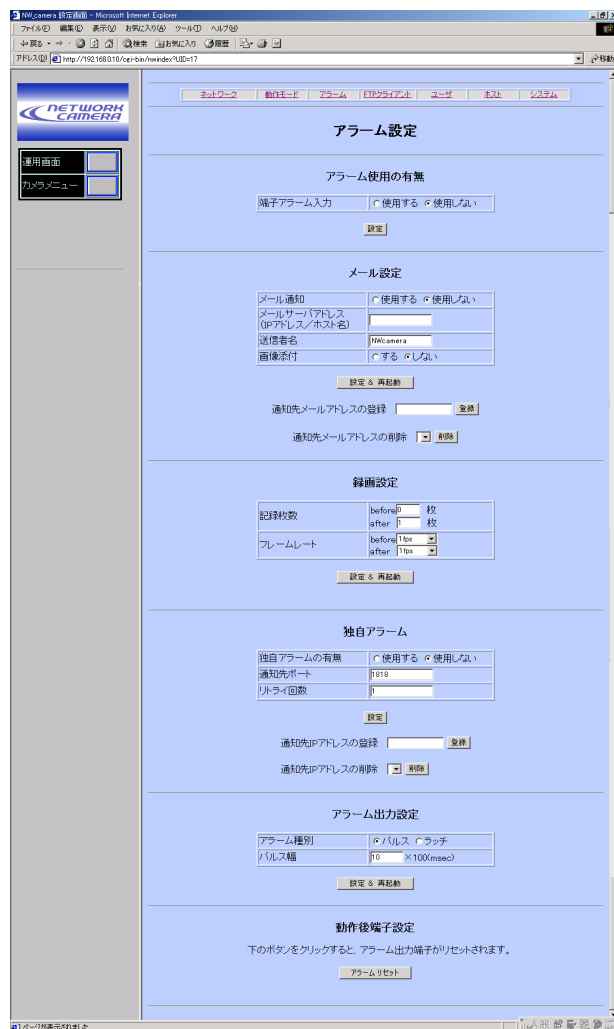 NW_camera 設定画面 - Microsoft Internet Explorer
ファイル(F) 編集(E) 表示(V) お気に入り(A) ツール(T) ヘルプ(H)
戻る 検索 お気に入り 履歴
アドレス(D) http://192.168.0.10/cgi-bin/nwindex?UID=17 移動
NETWORK
CAMERA
運用画面
カメラメニュー
ネットワーク 動作モード アラーム FTPクライアント ユーザ ホスト システム
アラーム設定
アラーム使用の有無
端子アラーム入力 使用する 使用しない
設定
メール設定
メール通知 使用する 使用しない
メールサーバアドレス
(IPアドレス/ホスト名)
送信者名 NWcamera
画像添付 する しない
設定 & 再起動
通知先メールアドレスの登録 登録
通知先メールアドレスの削除 削除
録画設定
記録枚数 before 0 枚
after 1 枚
フレームレート before 1fps
after 1fps
設定 & 再起動
独自アラーム
独自アラームの有無 使用する 使用しない
通知先ポート 1818
リトライ回数 1
設定
通知先IPアドレスの登録 登録
通知先IPアドレスの削除 削除
アラーム出力設定
アラーム種別 パルス ラッチ
パルス幅 10 ×100(msec)
設定 & 再起動
動作後端子設定
下のボタンをクリックすると、アラーム出力端子がリセットされます。
アラームリセット
ページが表示されました